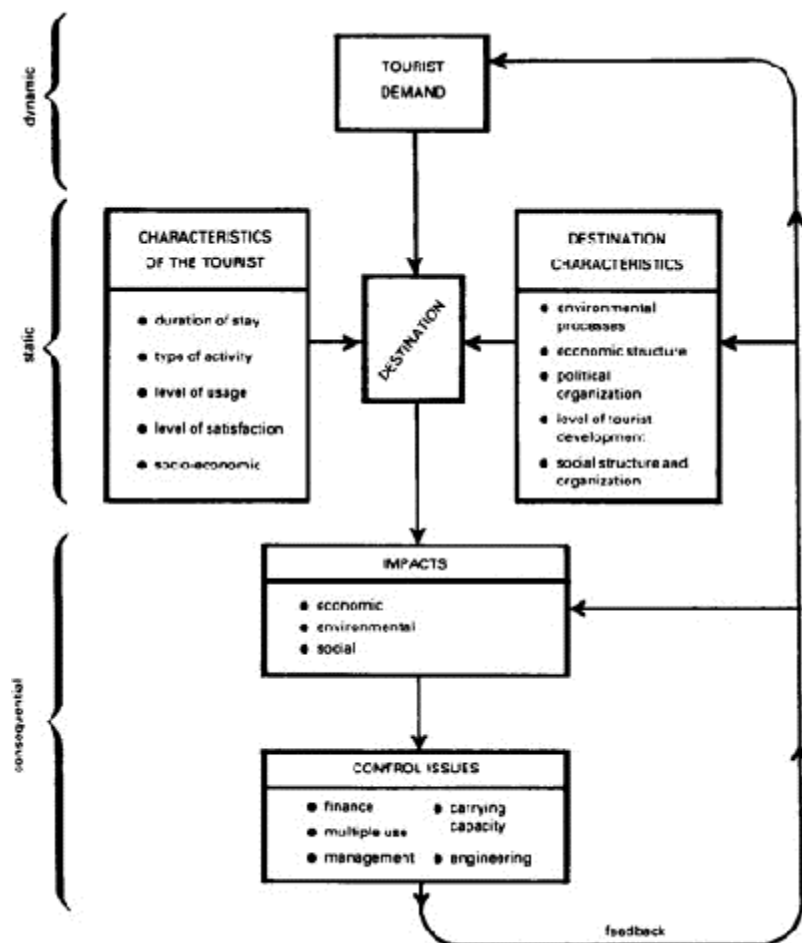 dynamic
TOURIST
DEMAND
static
CHARACTERISTICS
OF THE TOURIST
duration of stay
type of activity
level of usage
level of satisfaction
socio-economic
DESTINATION
DESTINATION
CHARACTERISTICS
environmental
processes
economic structure
political
organization
level of tourist
development
social structure and
organization
consequential
IMPACTS
economic
environmental
social
CONTROL ISSUES
finance
multiple use
management
carrying
capacity
engineering
feedback